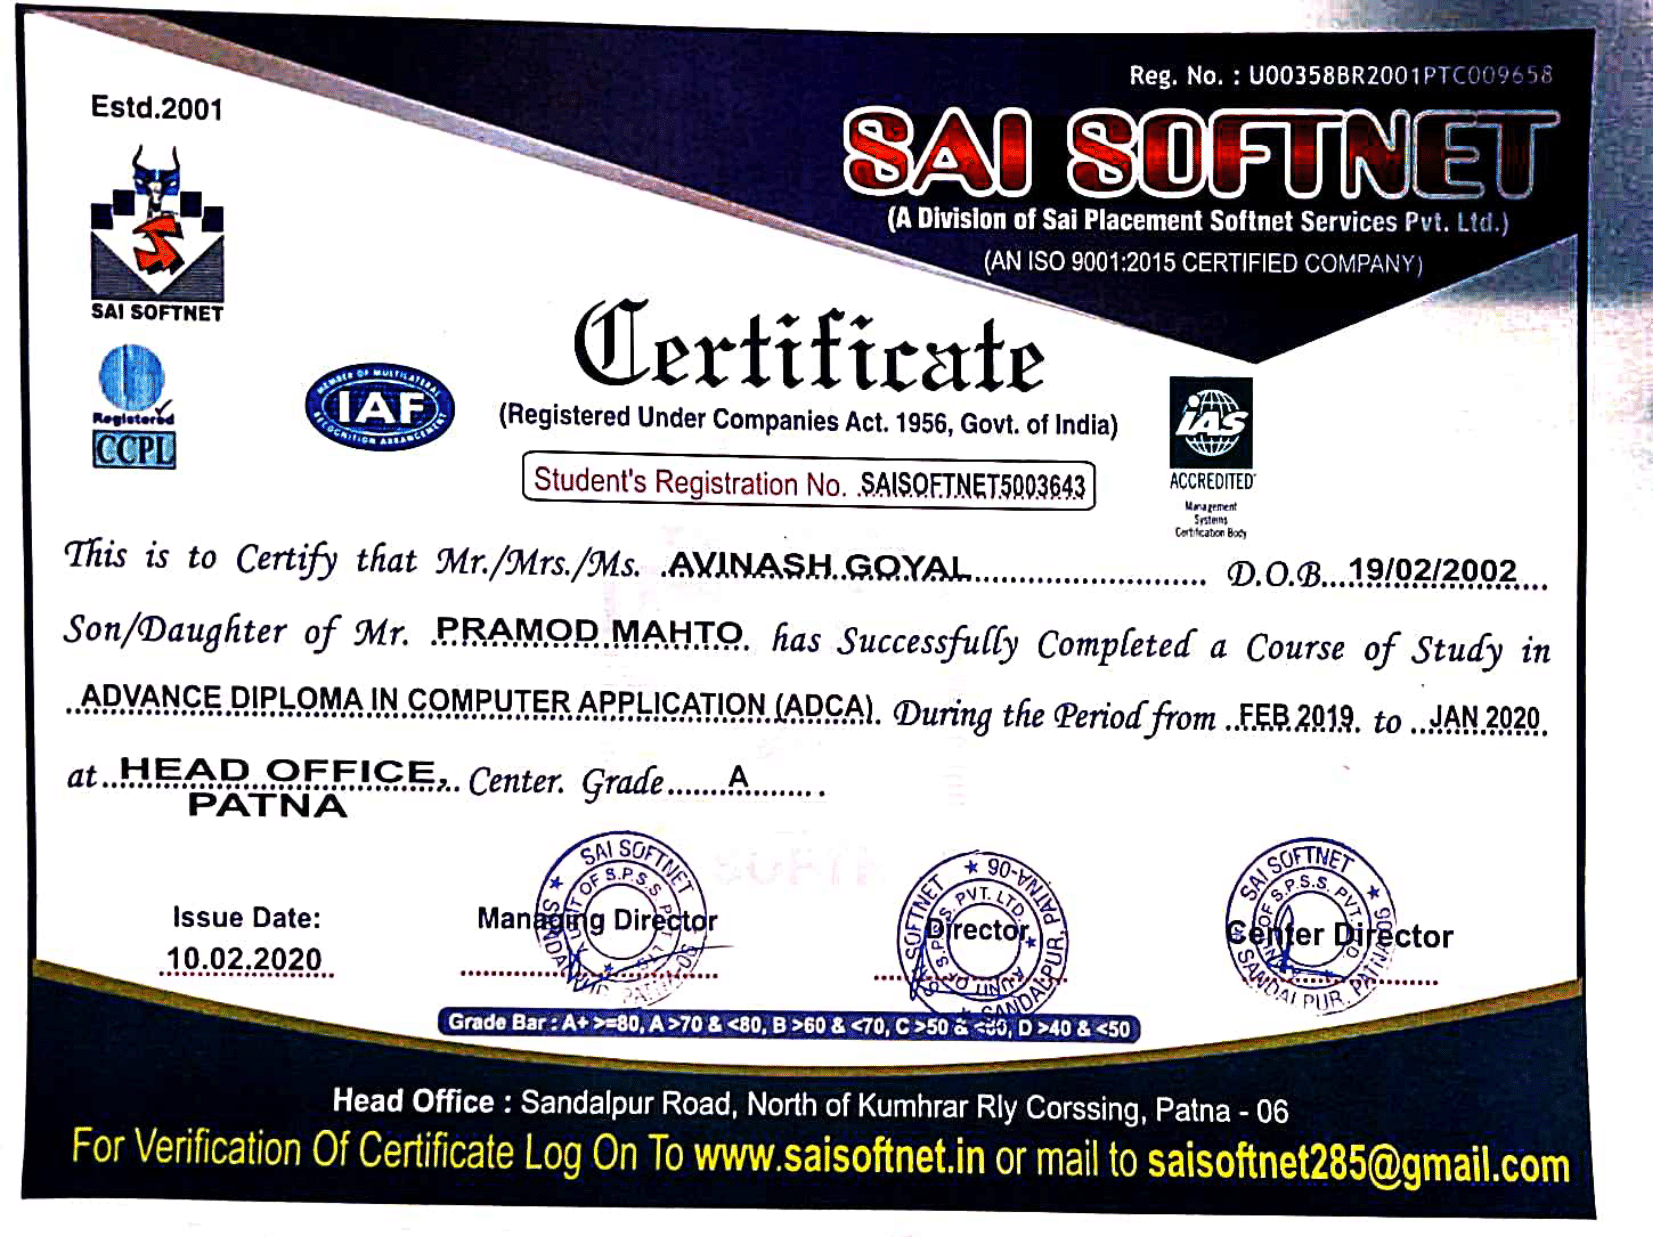 Reg. No. : U00358BR2001PTC009658
Estd.2001
SAI SOFTNET
(A Division of Sai Placement Softnet Services Pvt. Ltd.)
(AN ISO 9001:2015 CERTIFIED COMPANY)
SAI SOFTNET
Certificate
Registered
CCPL
MEMBER OF MULTILATERAL
IAF
RECOGNITION ARRANGEMENT
(Registered Under Companies Act. 1956, Govt. of India)
IAS
ACCREDITED
Management
Systems
Certification Body
Student's Registration No. SAISOFTNET5003643
This is to Certify that Mr./Mrs./Ms. AVINASH GOYAL D.O.B. 19/02/2002
Son/Daughter of Mr. PRAMOD MAHTO has Successfully Completed a Course of Study in
ADVANCE DIPLOMA IN COMPUTER APPLICATION (ADCA). During the Period from FEB 2019. to JAN 2020.
at HEAD OFFICE, Center. Grade A
PATNA
SAI SOFTNET
SANDALPUR, PATNA-06
Issue Date:
10.02.2020
Managing Director
Director
Center Director
Grade Bar : A+ >=80, A >70 & <80, B >60 & <70, C >50 & <60, D >40 & <50
Head Office : Sandalpur Road, North of Kumhrar Rly Corssing, Patna - 06
For Verification Of Certificate Log On To www.saisoftnet.in or mail to saisoftnet285@gmail.com